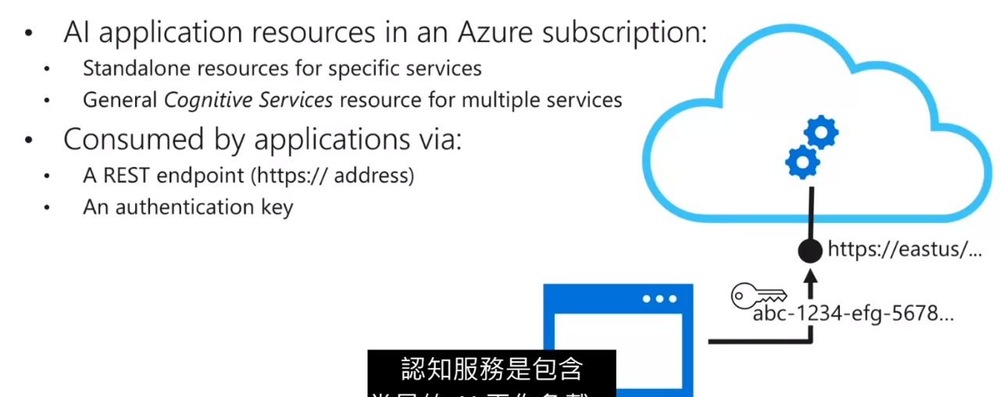 • AI application resources in an Azure subscription:
• Standalone resources for specific services
• General Cognitive Services resource for multiple services
• Consumed by applications via:
• A REST endpoint (https:// address)
• An authentication key
https://eastus/...
abc-1234-efg-5678...
認知服務是包含